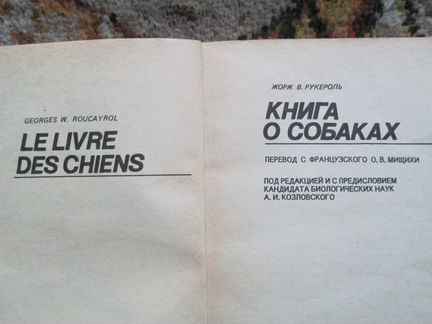 GEORGES W. ROUCAYROL
LE LIVRE
DES CHIENS
ЖОРЖ В. РУКЕРОЛЬ
КНИГА
О СОБАКАХ
ПЕРЕВОД С ФРАНЦУЗСКОГО О. В. МИЩИХИ
ПОД РЕДАКЦИЕЙ И С ПРЕДИСЛОВИЕМ
КАНДИДАТА БИОЛОГИЧЕСКИХ НАУК
А. И. КОЗЛОВСКОГО